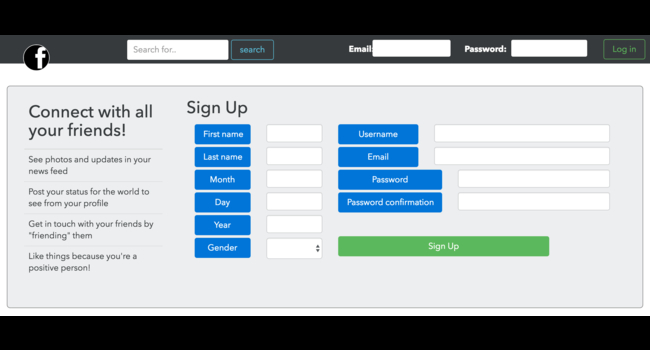 f
Search for..
search
Email:
Password:
Log in
Connect with all
your friends!
See photos and updates in your
news feed
Post your status for the world to
see from your profile
Get in touch with your friends by
"friending" them
Like things because you're a
positive person!
Sign Up
First name
Last name
Month
Day
Year
Gender
Username
Email
Password
Password confirmation
Sign Up